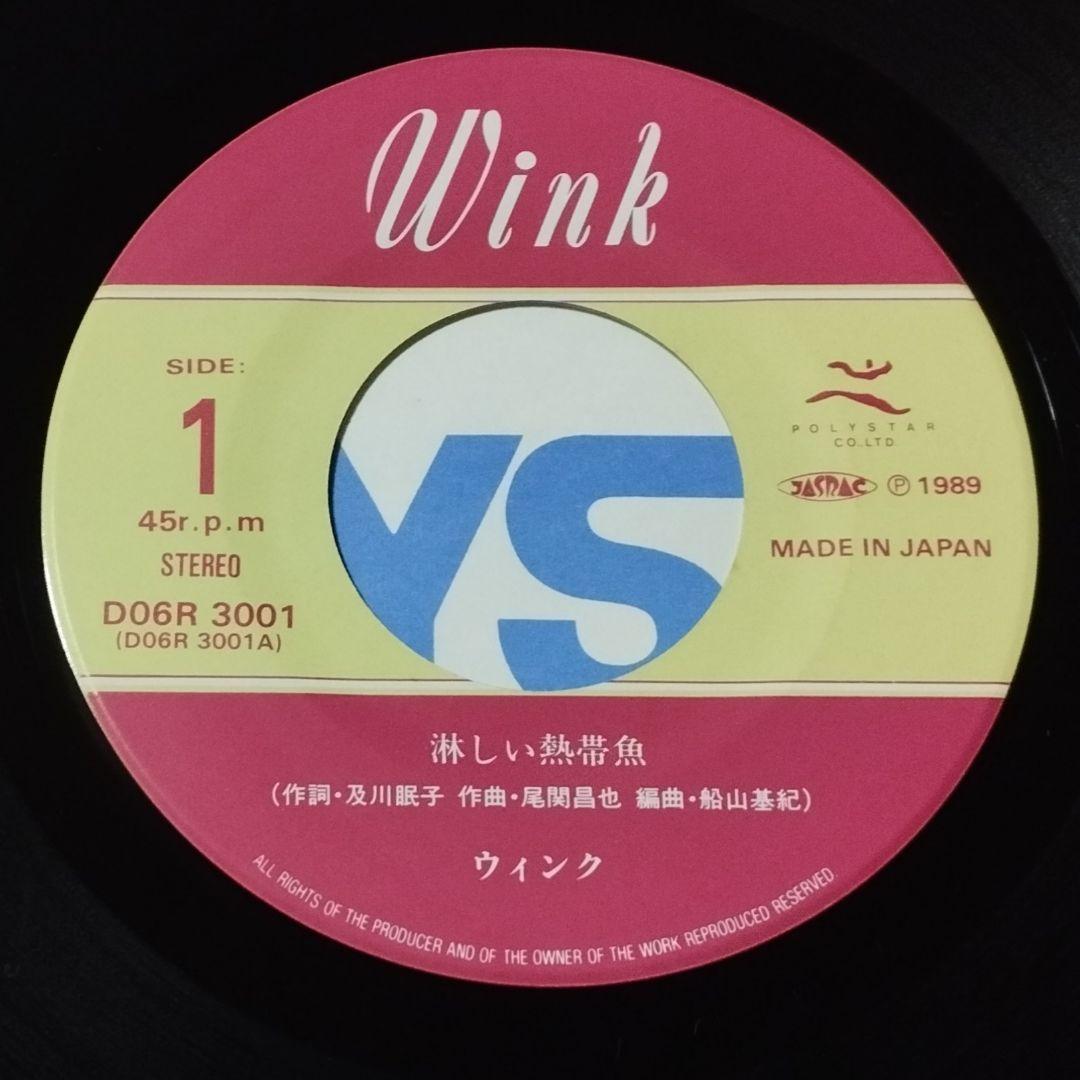 Wink
SIDE:
1
45r.p.m
STEREO
D06R 3001
(D06R 3001A)
YS
POLYSTAR
CO.,LTD.
JASRAC Ⓟ 1989
MADE IN JAPAN
淋しい熱帯魚
(作詞・及川眠子 作曲・尾関昌也 編曲・船山基紀)
ウィンク
ALL RIGHTS OF THE PRODUCER AND OF THE OWNER OF THE WORK REPRODUCED RESERVED.